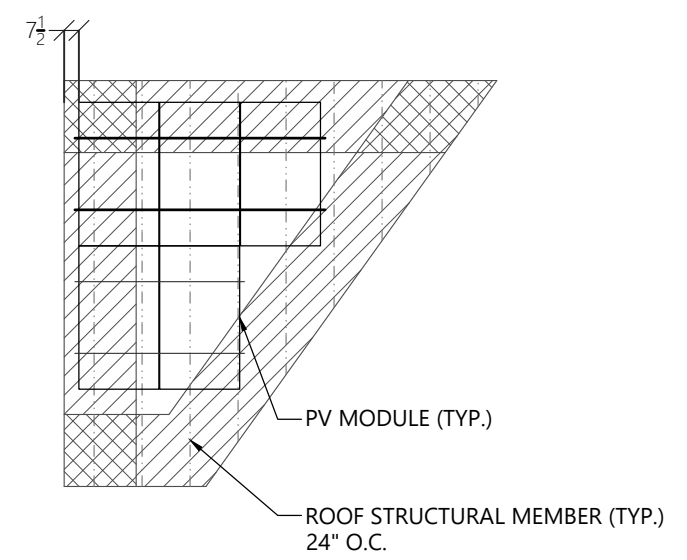 7½
PV MODULE (TYP.)
ROOF STRUCTURAL MEMBER (TYP.)
24" O.C.